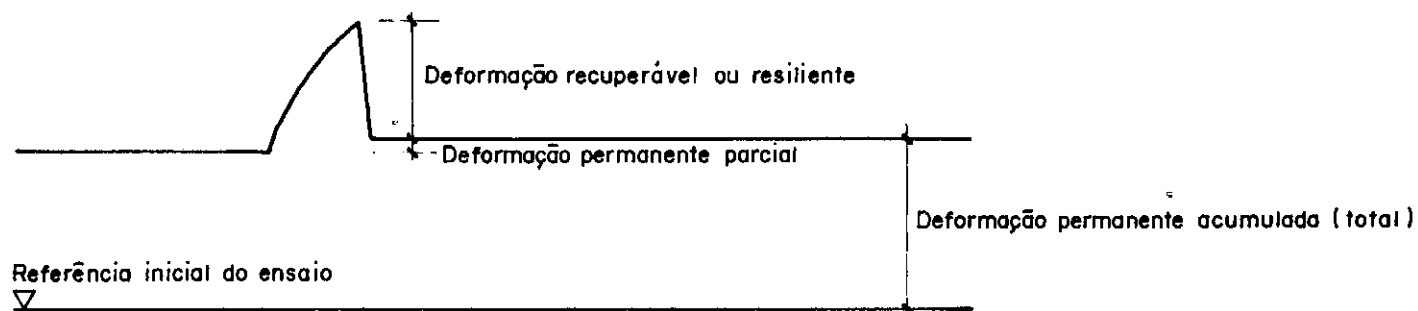 Deformação recuperável ou resiliente
Deformação permanente parcial
Deformação permanente acumulada (total)
Referência inicial do ensaio